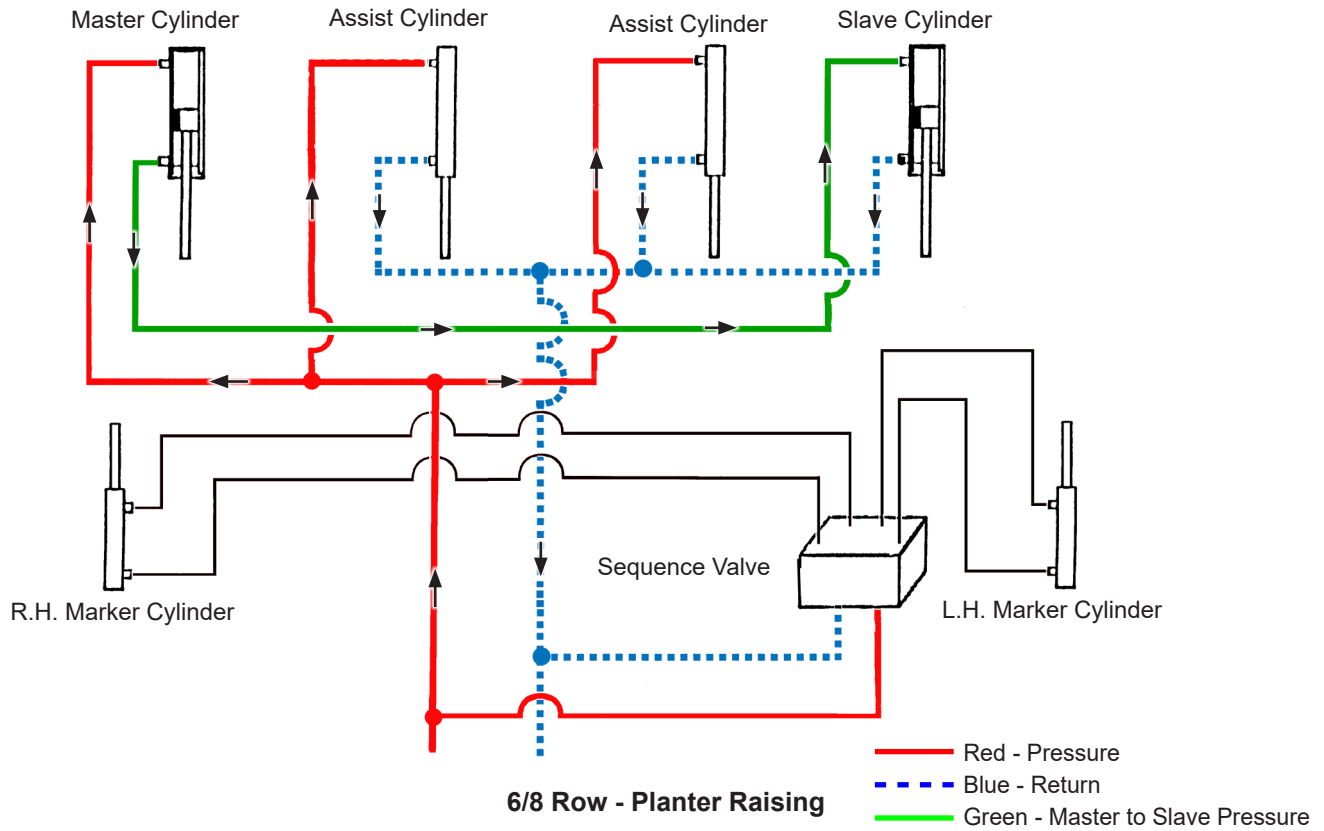 Master Cylinder
Assist Cylinder
Assist Cylinder
Slave Cylinder
Sequence Valve
R.H. Marker Cylinder
L.H. Marker Cylinder
Red - Pressure
Blue - Return
Green - Master to Slave Pressure
6/8 Row - Planter Raising